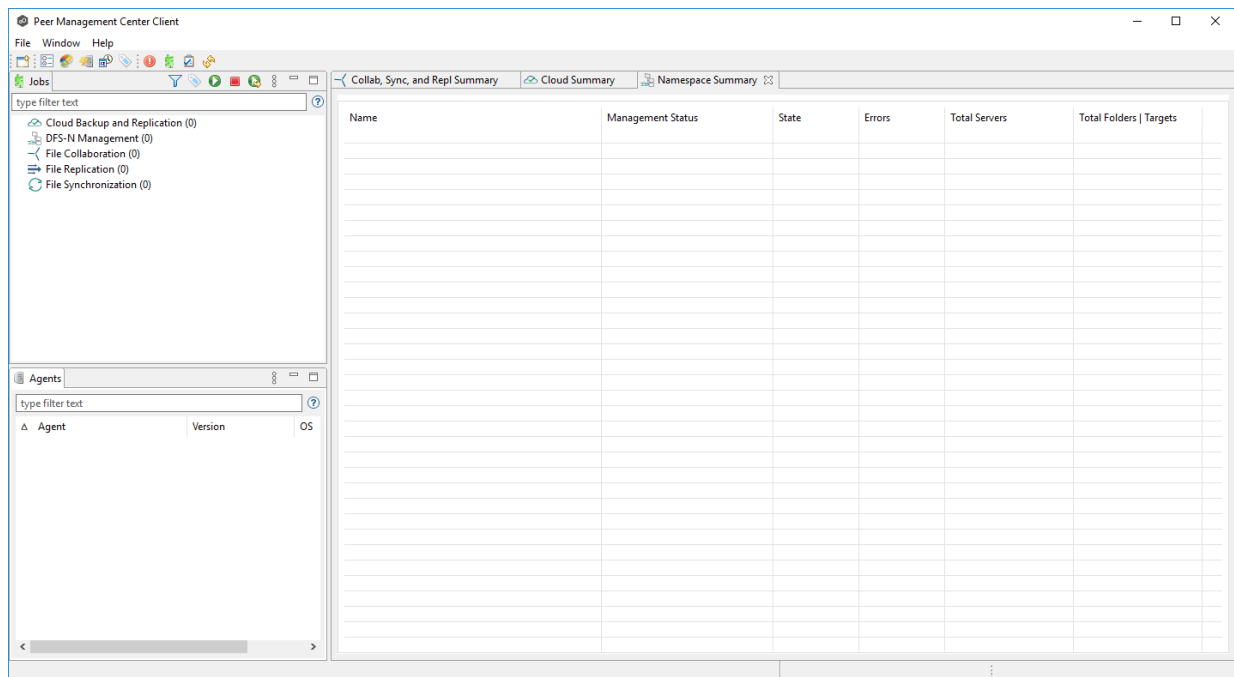 Peer Management Center Client
File Window Help
Jobs
type filter text
Cloud Backup and Replication (0)
DFS-N Management (0)
File Collaboration (0)
File Replication (0)
File Synchronization (0)
Agents
type filter text
Agent Version OS
Collab, Sync, and Repl Summary Cloud Summary Namespace Summary
Name Management Status State Errors Total Servers Total Folders | Targets